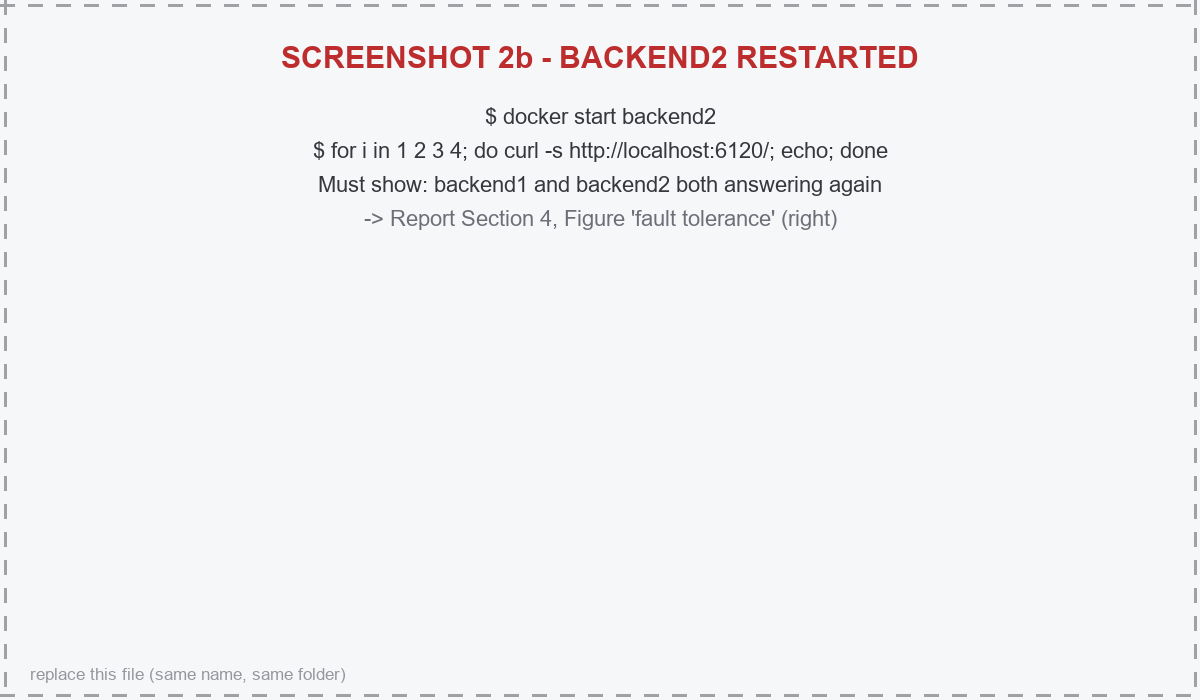 SCREENSHOT 2b - BACKEND2 RESTARTED
$ docker start backend2
$ for i in 1 2 3 4; do curl -s http://localhost:6120/; echo; done
Must show: backend1 and backend2 both answering again
-> Report Section 4, Figure 'fault tolerance' (right)
replace this file (same name, same folder)